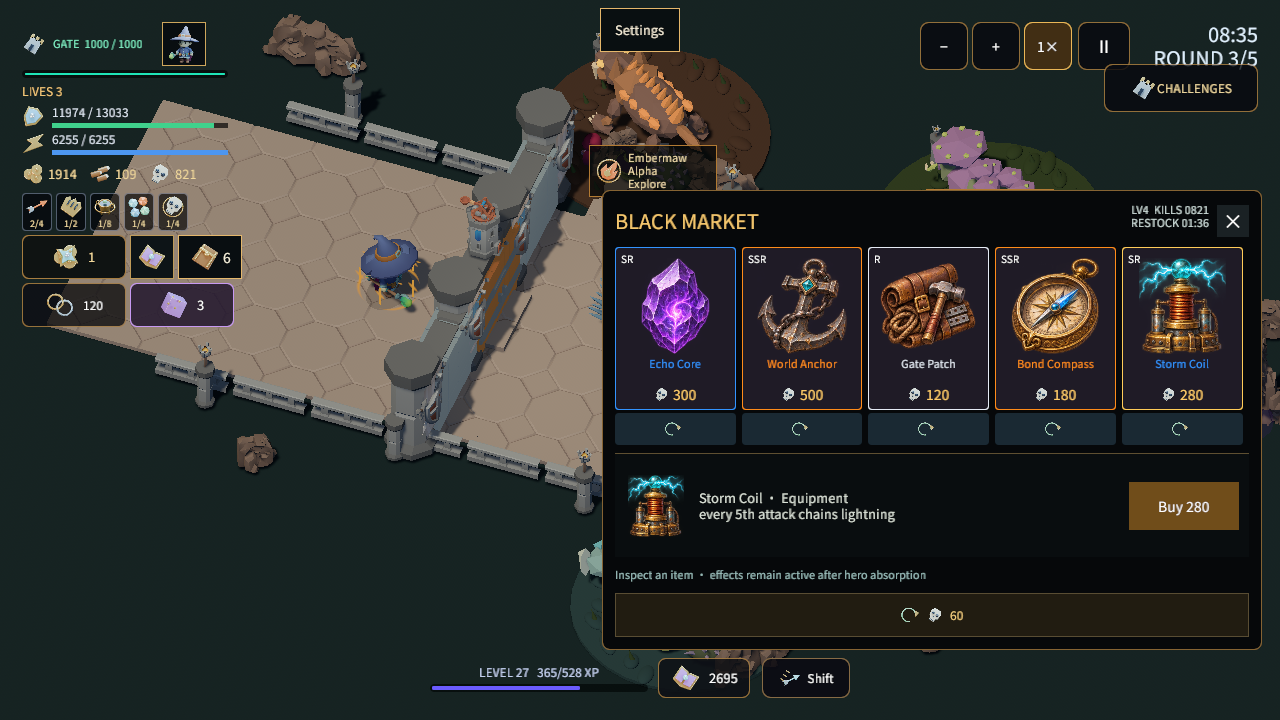 GATE 1000 / 1000
Settings
−
+
1×
08:35
ROUND 3/5
CHALLENGES
LIVES 3
11974 / 13033
6255 / 6255
1914
109
821
2/4
1/2
1/8
1/4
1/4
1
6
120
3
Embermaw
Alpha
Explore
BLACK MARKET
LV4 KILLS 0821
RESTOCK 01:36
SR
SSR
R
SSR
SR
Echo Core
World Anchor
Gate Patch
Bond Compass
Storm Coil
300
500
120
180
280
Storm Coil • Equipment
every 5th attack chains lightning
Buy 280
Inspect an item • effects remain active after hero absorption
60
LEVEL 27 365/528 XP
2695
Shift